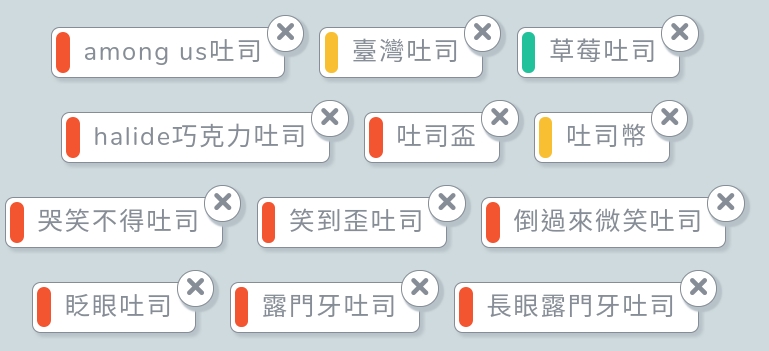 among us吐司 臺灣吐司 草莓吐司
halide巧克力吐司 吐司盃 吐司幣
哭笑不得吐司 笑到歪吐司 倒過來微笑吐司
眨眼吐司 露門牙吐司 長眼露門牙吐司